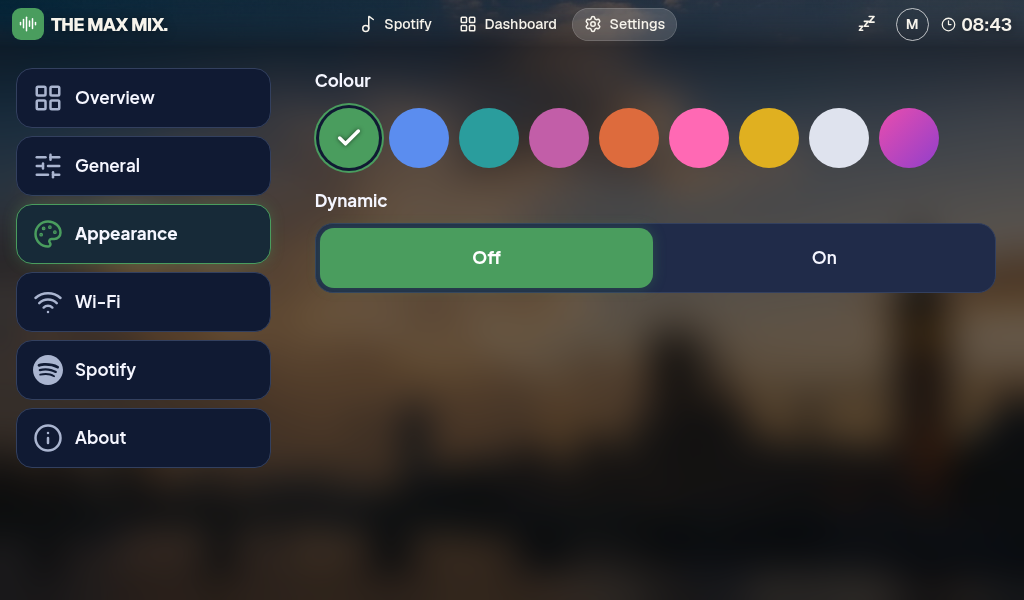 THE MAX MIX.
Spotify
Dashboard
Settings
zzZ
M
08:43
Overview
General
Appearance
Wi-Fi
Spotify
About
Colour
Dynamic
Off
On